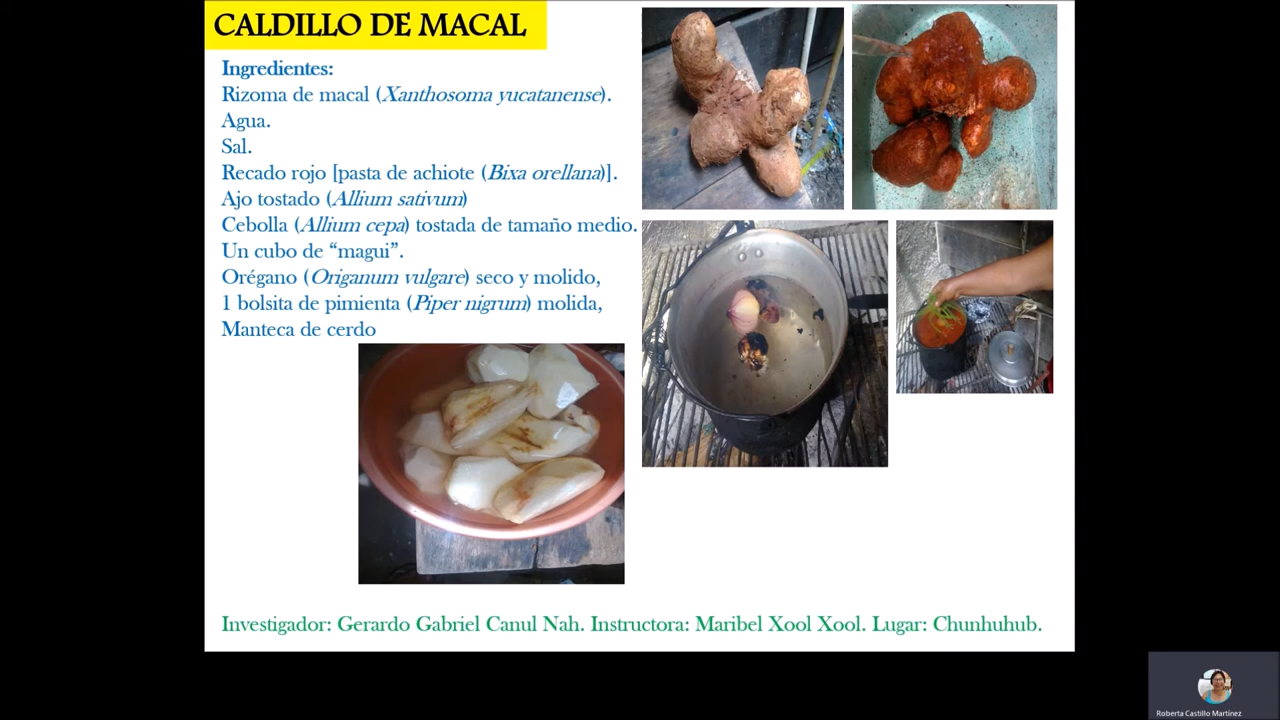 CALDILLO DE MACAL
Ingredientes:
Rizoma de macal (Xanthosoma yucatanense).
Agua.
Sal.
Recado rojo [pasta de achiote (Bixa orellana)].
Ajo tostado (Allium sativum)
Cebolla (Allium cepa) tostada de tamaño medio.
Un cubo de “magui”.
Orégano (Origanum vulgare) seco y molido,
1 bolsita de pimienta (Piper nigrum) molida,
Manteca de cerdo
Investigador: Gerardo Gabriel Canul Nah. Instructora: Maribel Xool Xool. Lugar: Chunhuhub.
Roberta Castillo Martínez